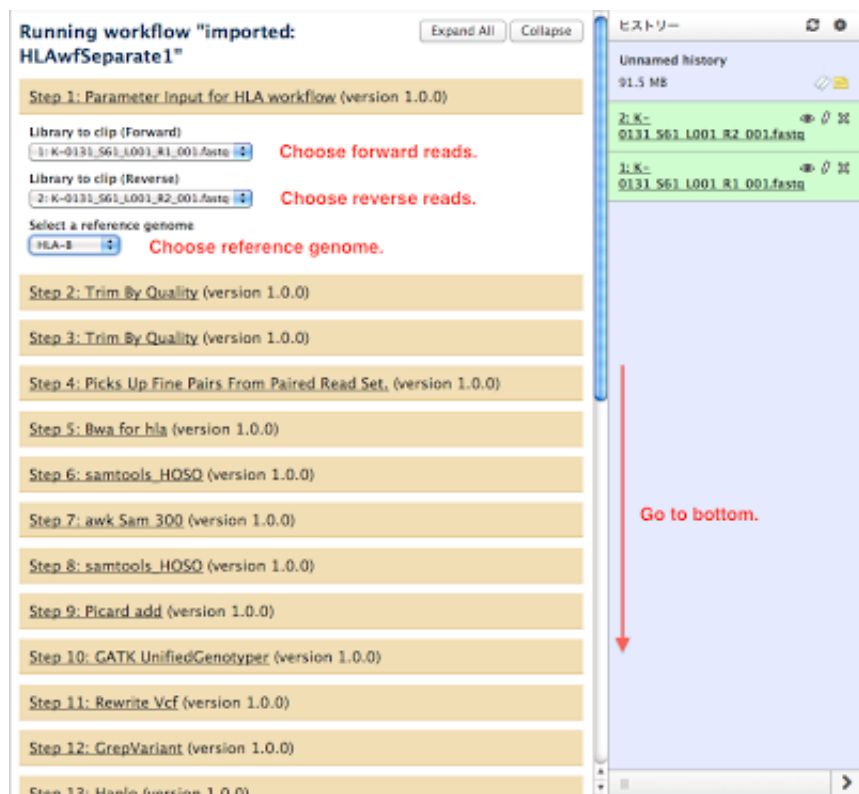 Running workflow "imported:
HLAwfSeparate1"
Expand All
Collapse
Step 1: Parameter Input for HLA workflow (version 1.0.0)
Library to clip (Forward)
1: K-0131_S61_L001_R1_001.fastq
Choose forward reads.
Library to clip (Reverse)
2: K-0131_S61_L001_R2_001.fastq
Choose reverse reads.
Select a reference genome
HLA-B
Choose reference genome.
Step 2: Trim By Quality (version 1.0.0)
Step 3: Trim By Quality (version 1.0.0)
Step 4: Picks Up Fine Pairs From Paired Read Set. (version 1.0.0)
Step 5: Bwa for hla (version 1.0.0)
Step 6: samtools_HOSO (version 1.0.0)
Step 7: awk Sam 300 (version 1.0.0)
Step 8: samtools_HOSO (version 1.0.0)
Step 9: Picard add (version 1.0.0)
Step 10: GATK UnifiedGenotyper (version 1.0.0)
Step 11: Rewrite Vcf (version 1.0.0)
Step 12: GrepVariant (version 1.0.0)
Step 13: Haplo (version 1.0.0)
ヒストリー
Unnamed history
91.5 MB
2: K-
0131_S61_L001_R2_001.fastq
1: K-
0131_S61_L001_R1_001.fastq
Go to bottom.